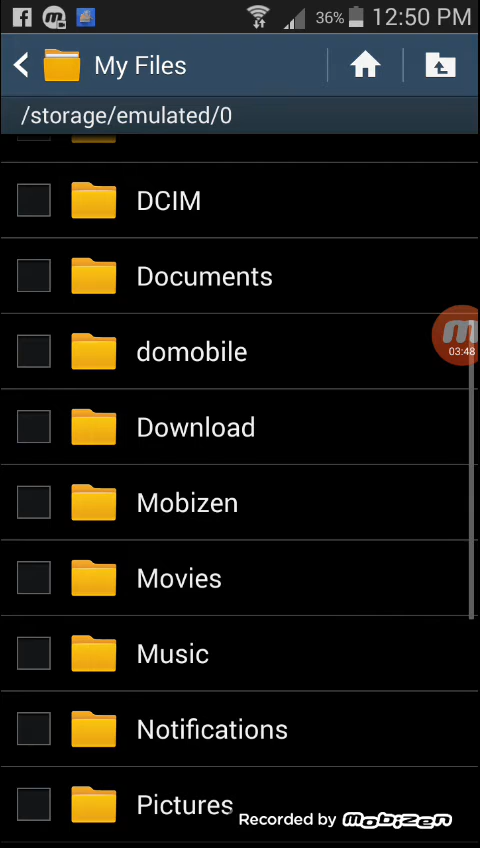 36% 12:50 PM
My Files
/storage/emulated/0
DCIM
Documents
domobile
03:48
Download
Mobizen
Movies
Music
Notifications
Pictures
Recorded by Mobizen